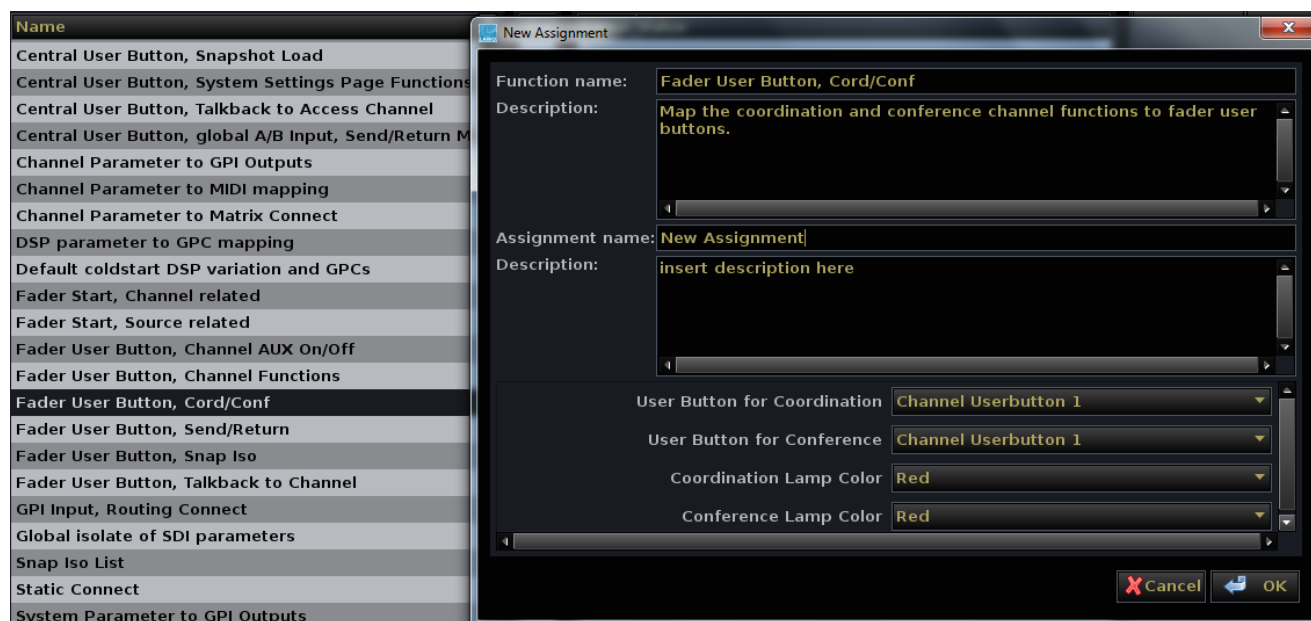 Name
Central User Button, Snapshot Load
Central User Button, System Settings Page Functions
Central User Button, Talkback to Access Channel
Central User Button, global A/B Input, Send/Return M
Channel Parameter to GPI Outputs
Channel Parameter to MIDI mapping
Channel Parameter to Matrix Connect
DSP parameter to GPC mapping
Default coldstart DSP variation and GPCs
Fader Start, Channel related
Fader Start, Source related
Fader User Button, Channel AUX On/Off
Fader User Button, Channel Functions
Fader User Button, Cord/Conf
Fader User Button, Send/Return
Fader User Button, Snap Iso
Fader User Button, Talkback to Channel
GPI Input, Routing Connect
Global isolate of SDI parameters
Snap Iso List
Static Connect
System Parameter to GPI Outputs
New Assignment
Function name: Fader User Button, Cord/Conf
Description: Map the coordination and conference channel functions to fader user
buttons.
Assignment name: New Assignment
Description: insert description here
User Button for Coordination Channel Userbutton 1
User Button for Conference Channel Userbutton 1
Coordination Lamp Color Red
Conference Lamp Color Red
Cancel OK